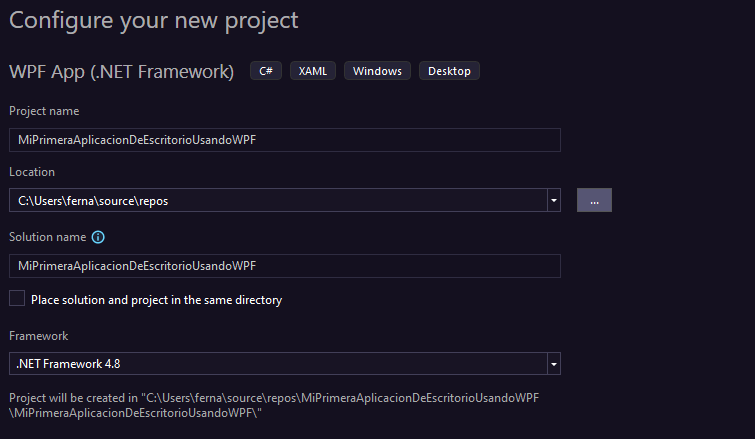 Configure your new project
WPF App (.NET Framework) C# XAML Windows Desktop
Project name
MiPrimeraAplicacionDeEscritorioUsandoWPF
Location
C:\Users\ferna\source\repos ...
Solution name
MiPrimeraAplicacionDeEscritorioUsandoWPF
Place solution and project in the same directory
Framework
.NET Framework 4.8
Project will be created in "C:\Users\ferna\source\repos\MiPrimeraAplicacionDeEscritorioUsandoWPF
\MiPrimeraAplicacionDeEscritorioUsandoWPF\"